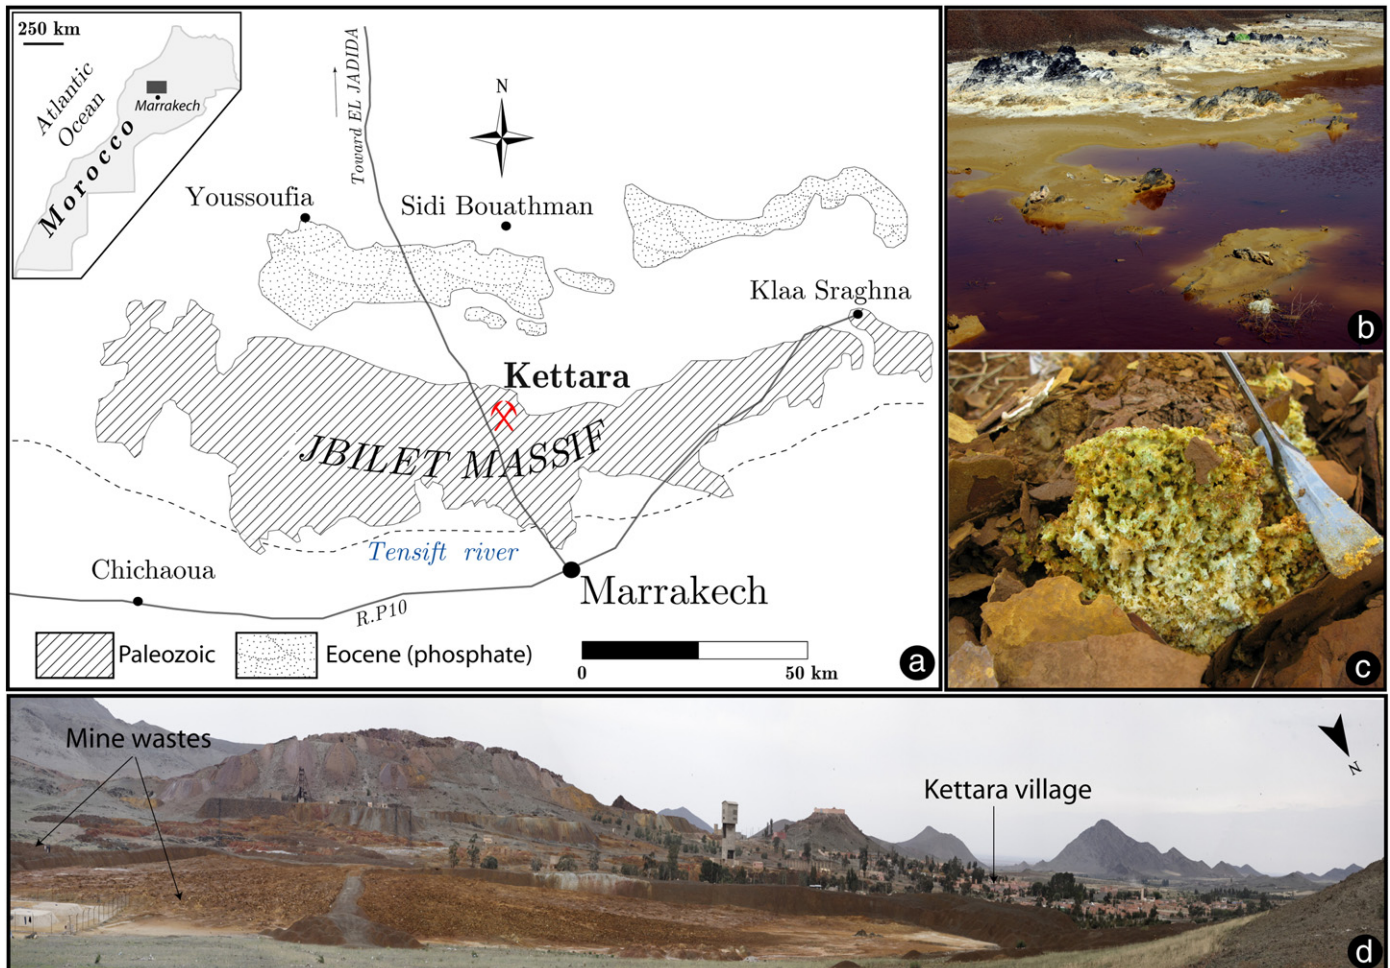 250 km
Atlantic
Ocean
Marrakech
Morocco
Toward EL JADIDA
N
Youssoufia
Sidi Bouathman
Klaa Sraghna
Kettara
JBILET MASSIF
Tensift river
Chichaoua
Marrakech
R.P10
Paleozoic
Eocene (phosphate)
0
50 km
a
b
c
Mine wastes
Kettara village
N
d